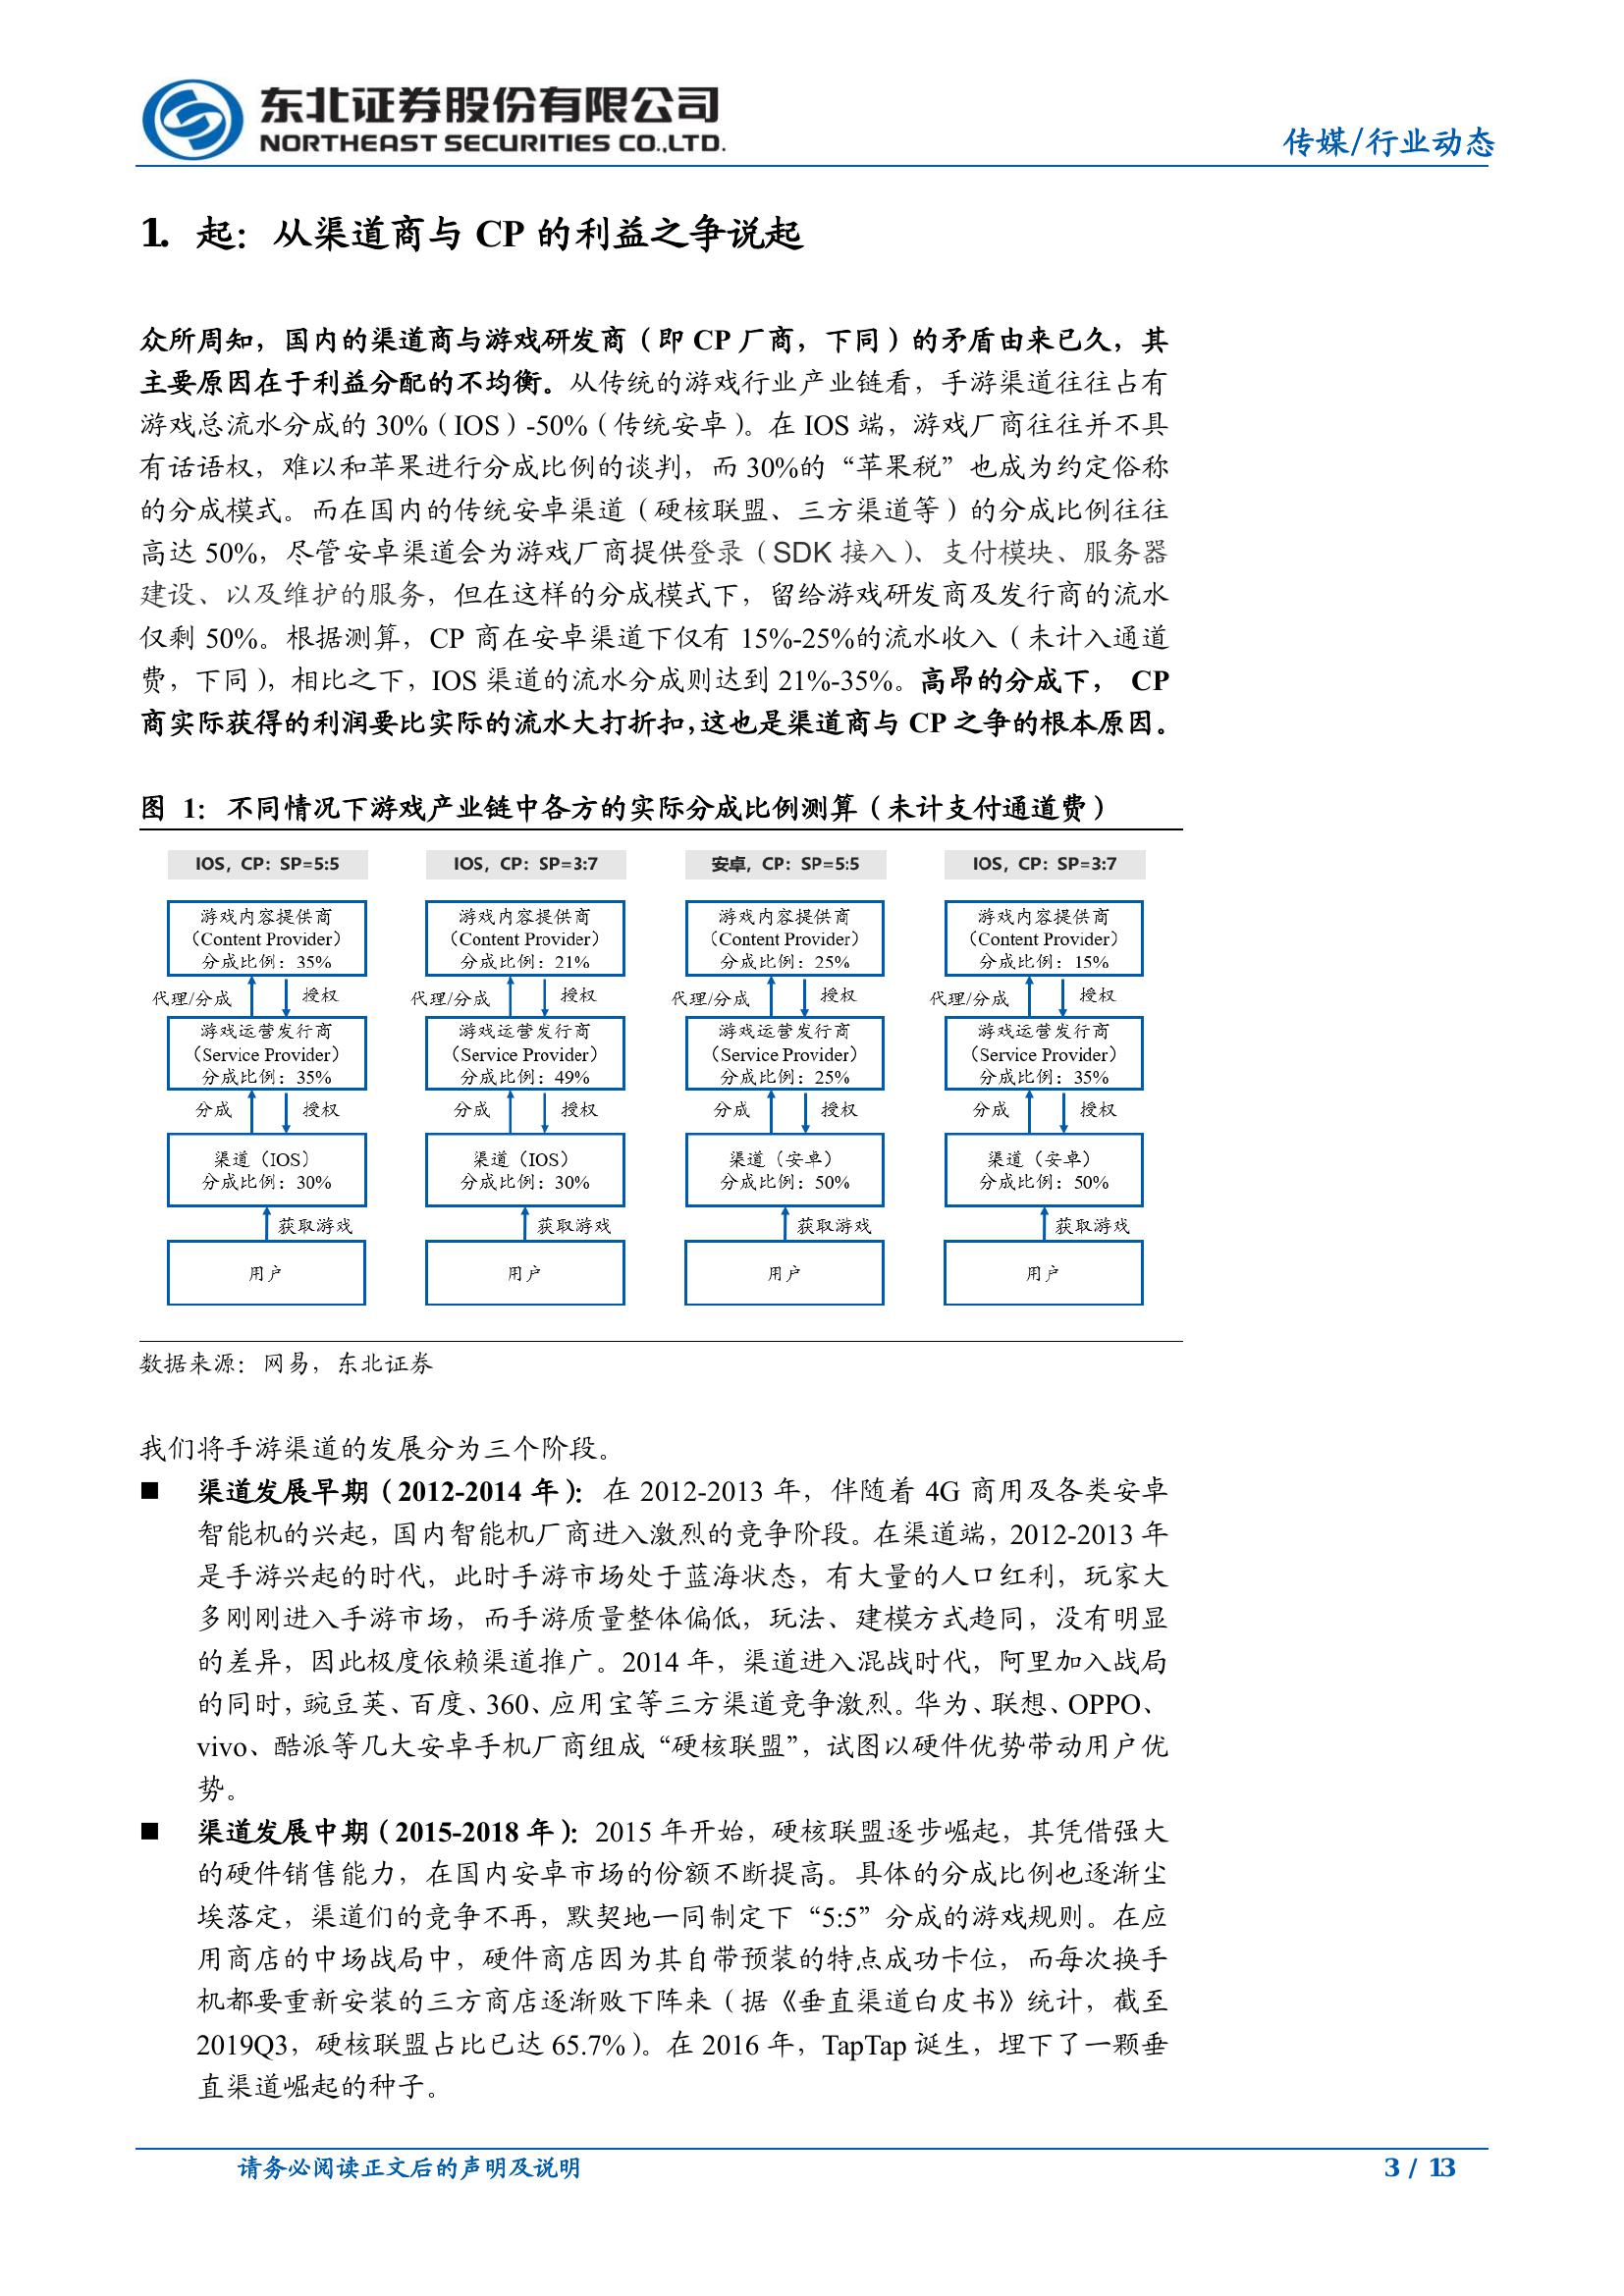 东北证券股份有限公司
NORTHEAST SECURITIES CO.,LTD.
传媒/行业动态
1. 起：从渠道商与 CP 的利益之争说起
众所周知，国内的渠道商与游戏研发商（即 CP 厂商，下同）的矛盾由来已久，其
主要原因在于利益分配的不均衡。从传统的游戏行业产业链看，手游渠道往往占有
游戏总流水分成的 30%（IOS）-50%（传统安卓）。在 IOS 端，游戏厂商往往并不具
有话语权，难以和苹果进行分成比例的谈判，而 30%的“苹果税”也成为约定俗称
的分成模式。而在国内的传统安卓渠道（硬核联盟、三方渠道等）的分成比例往往
高达 50%，尽管安卓渠道会为游戏厂商提供登录（SDK 接入）、支付模块、服务器
建设、以及维护的服务，但在这样的分成模式下，留给游戏研发商及发行商的流水
仅剩 50%。根据测算，CP 商在安卓渠道下仅有 15%-25%的流水收入（未计入通道
费，下同），相比之下，IOS 渠道的流水分成则达到 21%-35%。高昂的分成下， CP
商实际获得的利润要比实际的流水大打折扣，这也是渠道商与 CP 之争的根本原因。
图 1：不同情况下游戏产业链中各方的实际分成比例测算（未计支付通道费）
IOS，CP：SP=5:5
IOS，CP：SP=3:7
安卓，CP：SP=5:5
IOS，CP：SP=3:7
游戏内容提供商
（Content Provider）
分成比例：35%
游戏内容提供商
（Content Provider）
分成比例：21%
游戏内容提供商
（Content Provider）
分成比例：25%
游戏内容提供商
（Content Provider）
分成比例：15%
代理/分成 授权
代理/分成 授权
代理/分成 授权
代理/分成 授权
游戏运营发行商
（Service Provider）
分成比例：35%
游戏运营发行商
（Service Provider）
分成比例：49%
游戏运营发行商
（Service Provider）
分成比例：25%
游戏运营发行商
（Service Provider）
分成比例：35%
分成 授权
分成 授权
分成 授权
分成 授权
渠道（IOS）
分成比例：30%
渠道（IOS）
分成比例：30%
渠道（安卓）
分成比例：50%
渠道（安卓）
分成比例：50%
获取游戏
获取游戏
获取游戏
获取游戏
用户
用户
用户
用户
数据来源：网易，东北证券
我们将手游渠道的发展分为三个阶段。
■ 渠道发展早期（2012-2014 年）：在 2012-2013 年，伴随着 4G 商用及各类安卓
智能机的兴起，国内智能机厂商进入激烈的竞争阶段。在渠道端，2012-2013 年
是手游兴起的时代，此时手游市场处于蓝海状态，有大量的人口红利，玩家大
多刚刚进入手游市场，而手游质量整体偏低，玩法、建模方式趋同，没有明显
的差异，因此极度依赖渠道推广。2014 年，渠道进入混战时代，阿里加入战局
的同时，豌豆荚、百度、360、应用宝等三方渠道竞争激烈。华为、联想、OPPO、
vivo、酷派等几大安卓手机厂商组成“硬核联盟”，试图以硬件优势带动用户优
势。
■ 渠道发展中期（2015-2018 年）：2015 年开始，硬核联盟逐步崛起，其凭借强大
的硬件销售能力，在国内安卓市场的份额不断提高。具体的分成比例也逐渐尘
埃落定，渠道们的竞争不再，默契地一同制定下“5:5”分成的游戏规则。在应
用商店的中场战局中，硬件商店因为其自带预装的特点成功卡位，而每次换手
机都要重新安装的三方商店逐渐败下阵来（据《垂直渠道白皮书》统计，截至
2019Q3，硬核联盟占比已达 65.7%）。在 2016 年，TapTap 诞生，埋下了一颗垂
直渠道崛起的种子。
请务必阅读正文后的声明及说明
3 / 13